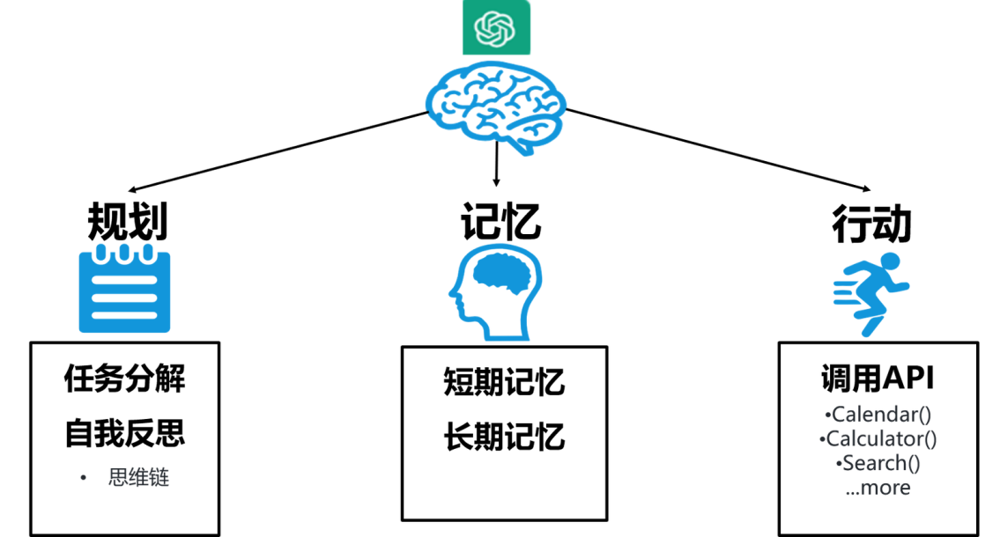 规划
记忆
行动
任务分解
自我反思
• 思维链
短期记忆
长期记忆
调用API
•Calendar()
•Calculator()
•Search()
...more